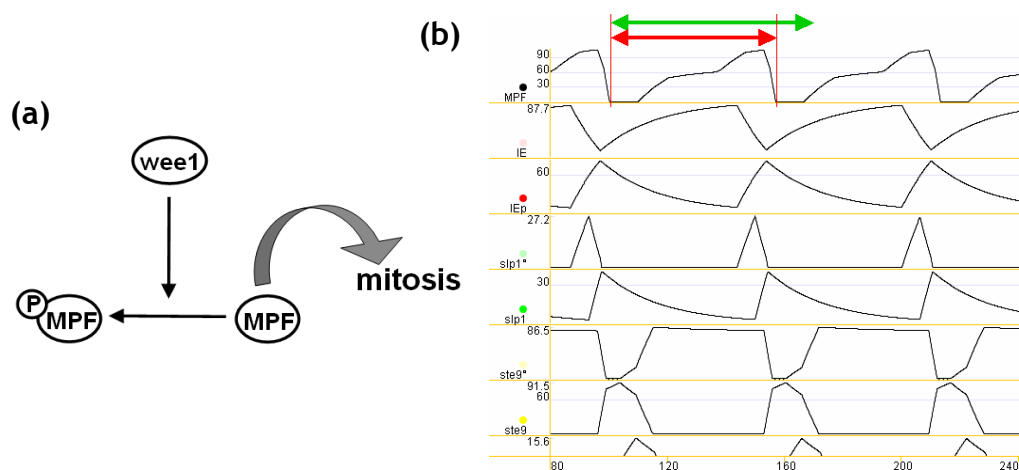 (a)
wee1
P
MPF
MPF
mitosis
(b)
90
60
30
MPF
87.7
IE
60
IEp
27.2
slp1°
30
slp1
86.5
ste9°
91.5
60
ste9
15.6
80 120 160 200 240